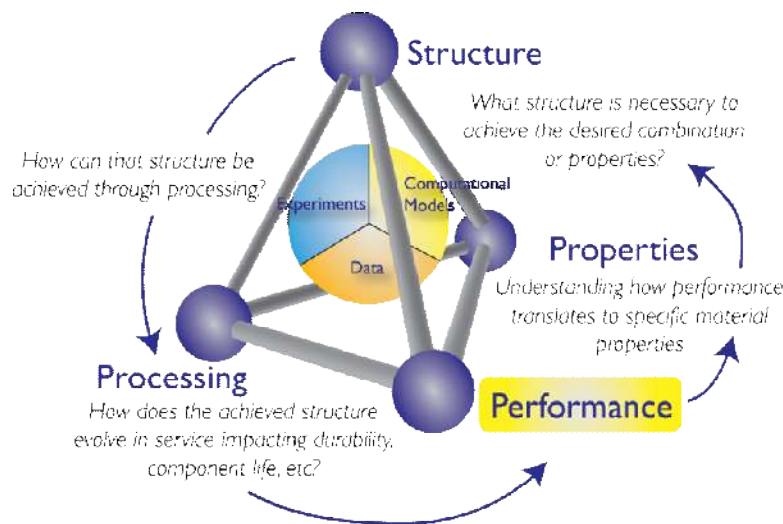 Structure
What structure is necessary to
achieve the desired combination
or properties?
How can that structure be
achieved through processing?
Experiments
Computational
Models
Data
Properties
Understanding how performance
translates to specific material
properties
Processing
How does the achieved structure
evolve in service impacting durability,
component life, etc?
Performance